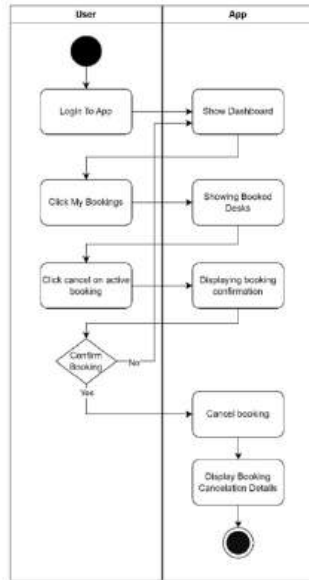 User
App
Login To App
Show Dashboard
Click My Bookings
Showing Booked
Desks
Click cancel on active
booking
Displaying booking
confirmation
Confirm
Booking
No
Yes
Cancel booking
Display Booking
Cancelation Details